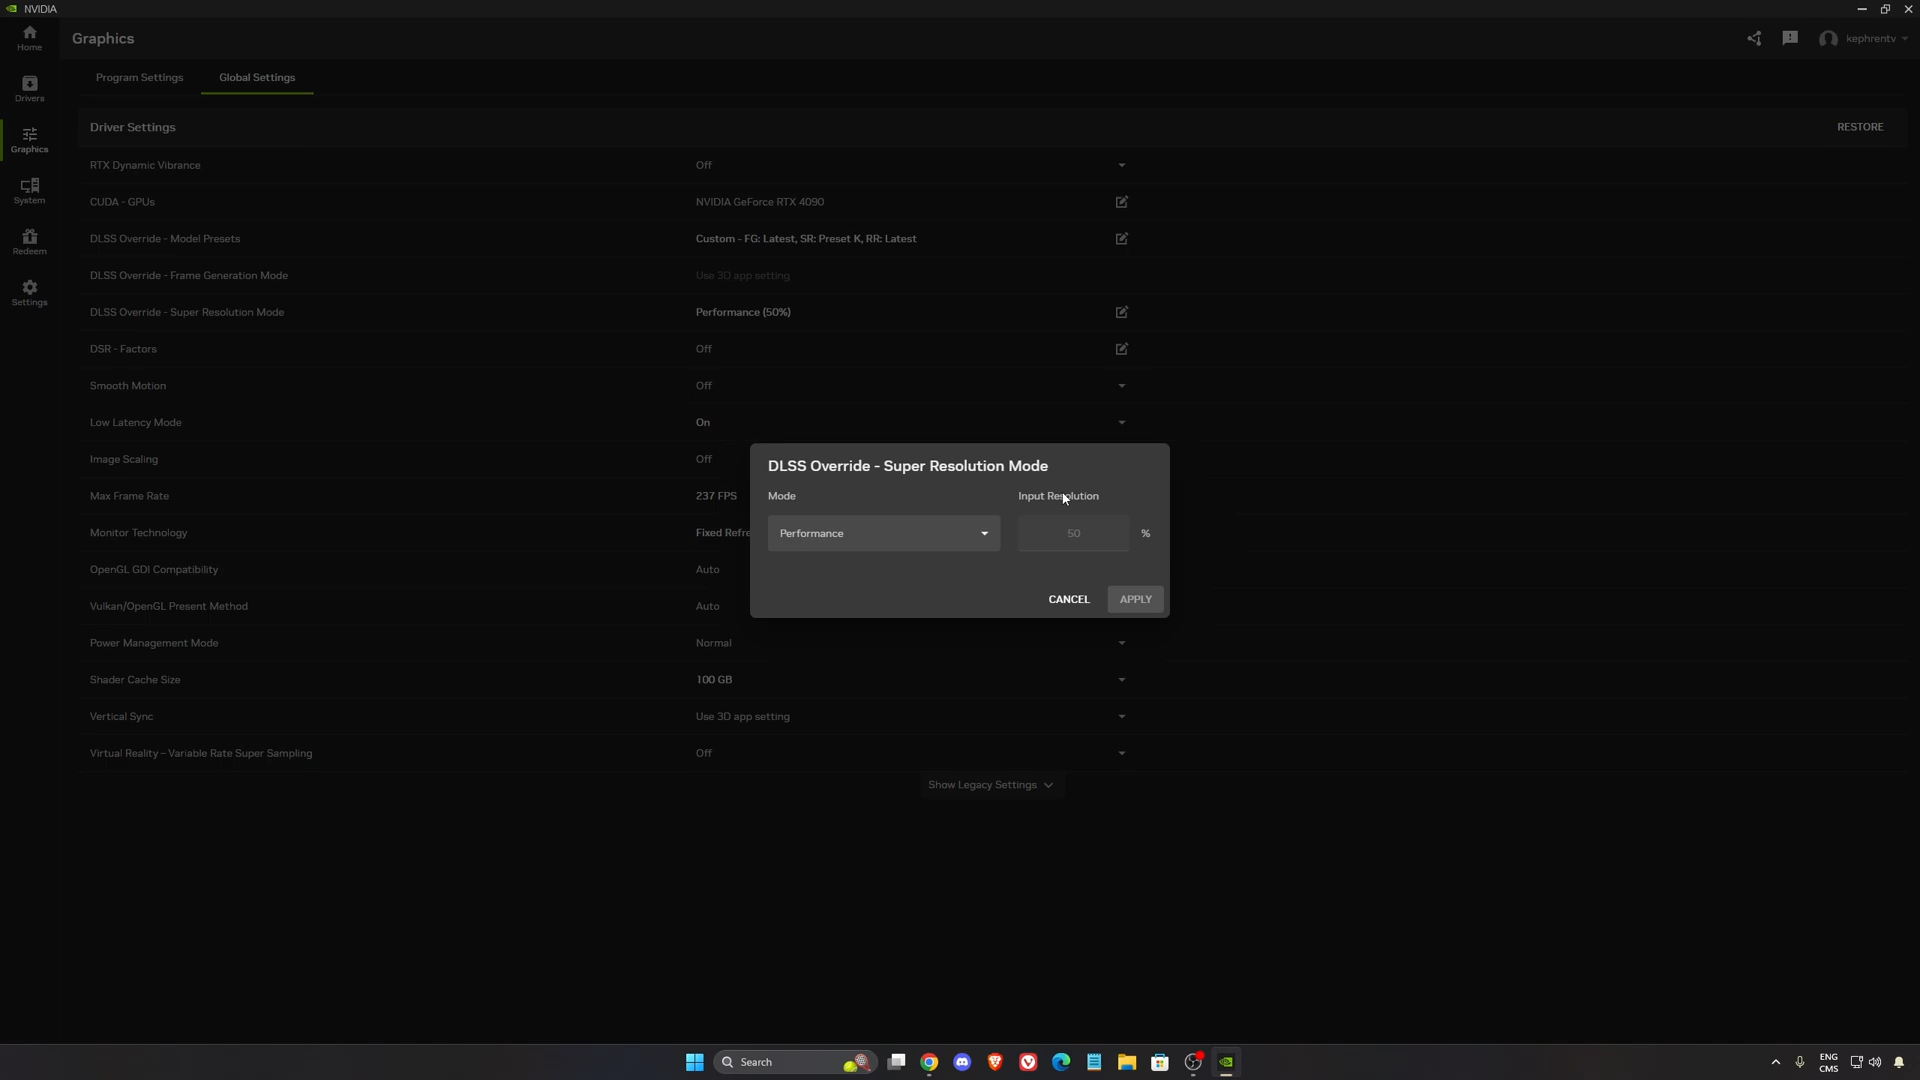 NVIDIA
Home
Graphics
kephrentv
Program Settings
Global Settings
Drivers
Driver Settings
RESTORE
Graphics
RTX Dynamic Vibrance
Off
CUDA - GPUs
NVIDIA GeForce RTX 4090
System
DLSS Override - Model Presets
Custom - FG: Latest, SR: Preset K, RR: Latest
Redeem
DLSS Override - Frame Generation Mode
Use 3D app setting
Settings
DLSS Override - Super Resolution Mode
Performance (50%)
DSR - Factors
Off
Smooth Motion
Off
Low Latency Mode
On
Image Scaling
Off
Max Frame Rate
237 FPS
Monitor Technology
Fixed Refre
OpenGL GDI Compatibility
Auto
Vulkan/OpenGL Present Method
Auto
Power Management Mode
Normal
Shader Cache Size
100 GB
Vertical Sync
Use 3D app setting
Virtual Reality – Variable Rate Super Sampling
Off
Show Legacy Settings
DLSS Override - Super Resolution Mode
Mode
Input Resolution
Performance
50
%
CANCEL
APPLY
Search
ENG
CMS